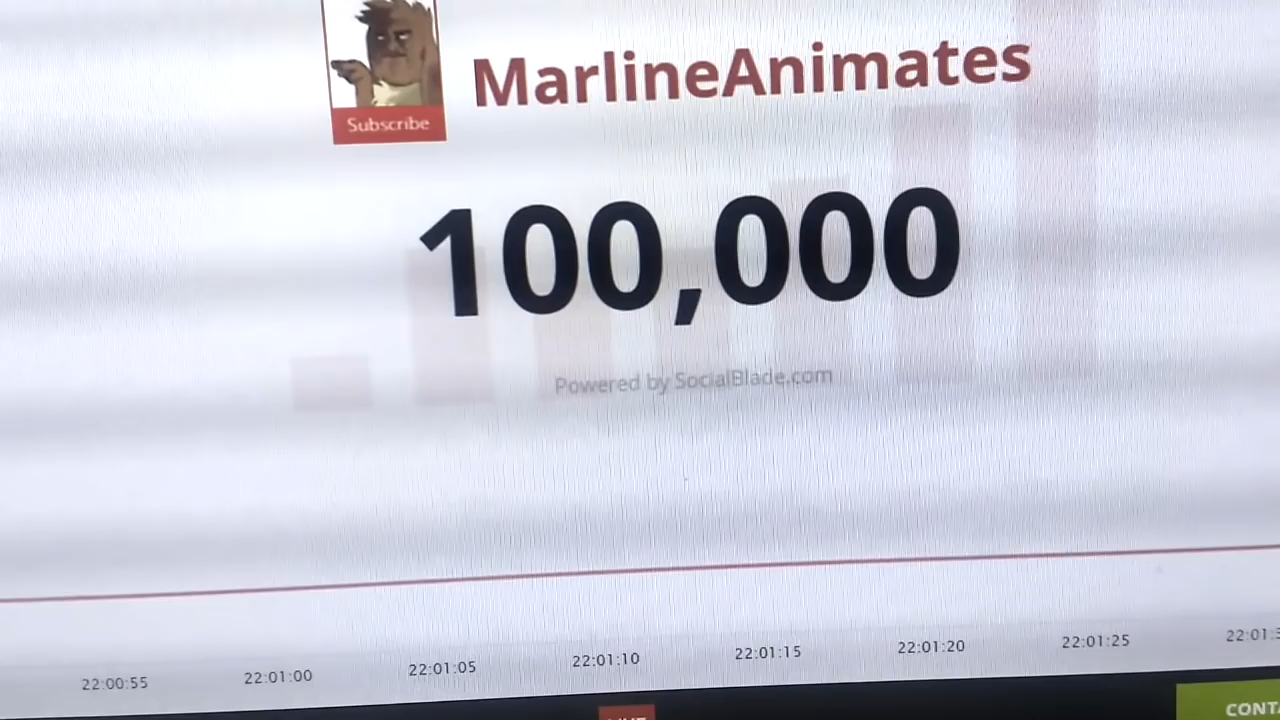 MarlineAnimates
Subscribe
100,000
Powered by SocialBlade.com
22:00:55
22:01:00
22:01:05
22:01:10
22:01:15
22:01:20
22:01:25